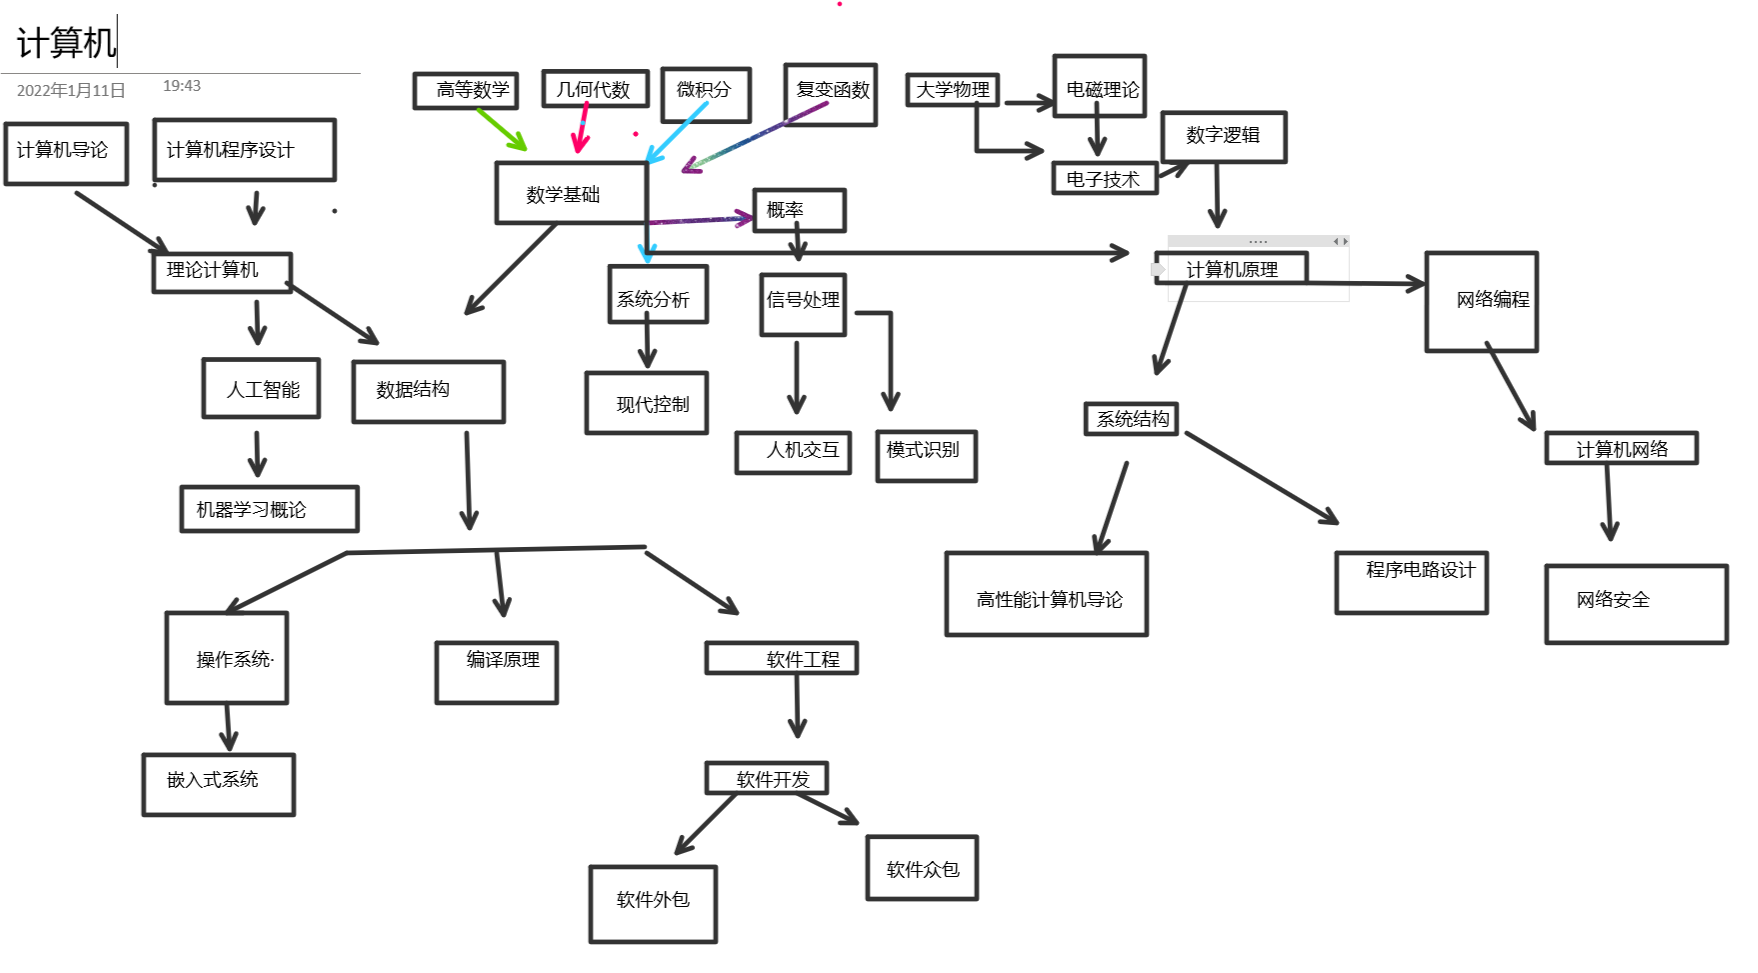 计算机
2022年1月11日 19:43
高等数学
几何代数
微积分
复变函数
大学物理
电磁理论
计算机导论
计算机程序设计
数字逻辑
数学基础
电子技术
概率
理论计算机
系统分析
信号处理
计算机原理
网络编程
人工智能
数据结构
现代控制
系统结构
人机交互
模式识别
计算机网络
机器学习概论
高性能计算机导论
程序电路设计
网络安全
操作系统·
编译原理
软件工程
嵌入式系统
软件开发
软件外包
软件众包